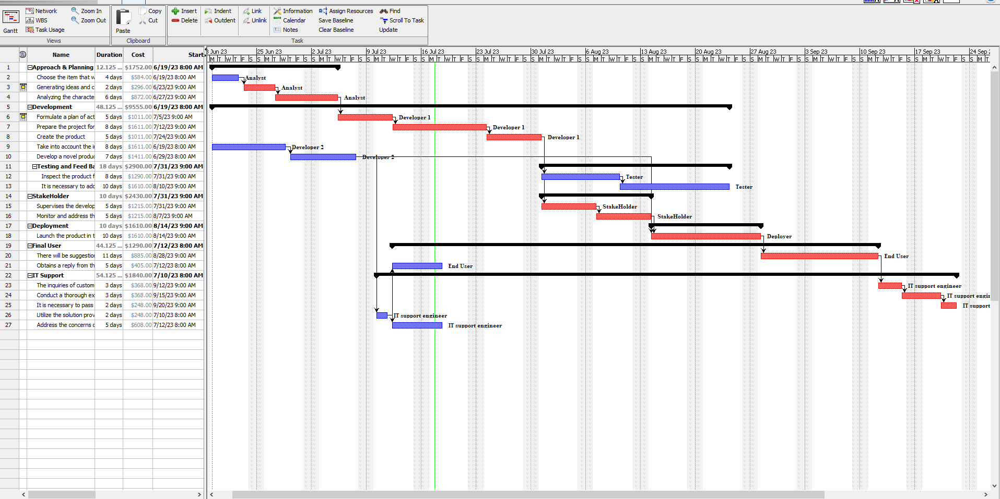 Network
WBS
Task Usage
Gantt
Views
Zoom In
Zoom Out
Paste
Copy
Cut
Clipboard
Insert
Delete
Indent
Outdent
Link
Unlink
Information
Calendar
Notes
Assign Resources
Save Baseline
Clear Baseline
Find
Scroll To Task
Update
Task
Name Duration Cost Start
1 Approach & Planning 12.125 ... $1752.00 6/19/23 8:00 AM
2 Choose the item that w 4 days $584.00 6/19/23 8:00 AM
3 Generating ideas and c 2 days $296.00 6/23/23 9:00 AM
4 Analyzing the characte 6 days $872.00 6/27/23 9:00 AM
5 Development 48.125 ... $9555.00 6/19/23 8:00 AM
6 Formulate a plan of act 5 days $1011.00 7/5/23 9:00 AM
7 Prepare the project for 8 days $1611.00 7/12/23 9:00 AM
8 Create the product 5 days $1011.00 7/24/23 9:00 AM
9 Take into account the i 8 days $1611.00 6/19/23 8:00 AM
10 Develop a novel produc 7 days $1411.00 6/29/23 8:00 AM
11 Testing and Feed Ba 18 days $2900.00 7/31/23 9:00 AM
12 Inspect the product f 8 days $1290.00 7/31/23 9:00 AM
13 It is necessary to adc 10 days $1610.00 8/10/23 9:00 AM
14 StakeHolder 10 days $2430.00 7/31/23 9:00 AM
15 Supervises the develop 5 days $1215.00 7/31/23 9:00 AM
16 Monitor and address th 5 days $1215.00 8/7/23 9:00 AM
17 Deployment 10 days $1610.00 8/14/23 9:00 AM
18 Launch the product in t 10 days $1610.00 8/14/23 9:00 AM
19 Final User 44.125 ... $1290.00 7/12/23 8:00 AM
20 There will be suggestio 11 days $885.00 8/28/23 9:00 AM
21 Obtains a reply from th 5 days $405.00 7/12/23 8:00 AM
22 IT Support 54.125 ... $1840.00 7/10/23 8:00 AM
23 The inquiries of custom 3 days $368.00 9/12/23 9:00 AM
24 Conduct a thorough ex 3 days $368.00 9/15/23 9:00 AM
25 It is necessary to pass 2 days $248.00 9/20/23 9:00 AM
26 Utilize the solution prov 2 days $248.00 7/10/23 8:00 AM
27 Address the concerns c 5 days $608.00 7/12/23 8:00 AM
Jun 23 25 Jun 23 2 Jul 23 9 Jul 23 16 Jul 23 23 Jul 23 30 Jul 23 6 Aug 23 13 Aug 23 20 Aug 23 27 Aug 23 3 Sep 23 10 Sep 23 17 Sep 23 24 Sep
M T W T F S S M T W T F S S M T W T F S S M T W T F S S M T W T F S S M T W T F S S M T W T F S S M T W T F S S M T W T F S S M T W T F S S M T W T F S S M T W T F S S M T W T F S S M T W T F S S M T
Analyst
Analyst
Analyst
Developer 1
Developer 1
Developer 1
Developer 2
Developer 2
Tester
Tester
StakeHolder
StakeHolder
Deployer
End User
End User
IT support engineer
IT support engin
IT support
IT support engineer
IT support engineer